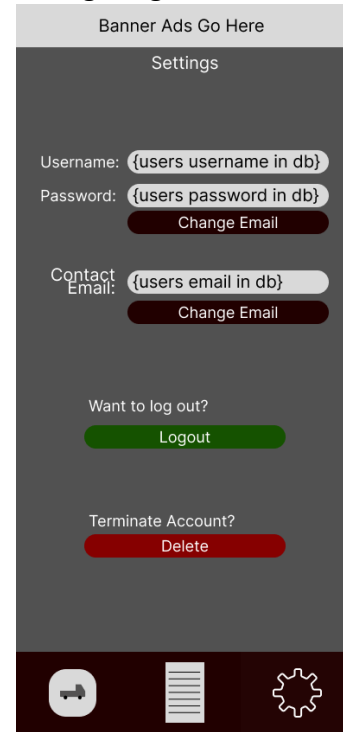 Banner Ads Go Here
Settings
Username: {users username in db}
Password: {users password in db}
Change Email
Contact
Email: {users email in db}
Change Email
Want to log out?
Logout
Terminate Account?
Delete